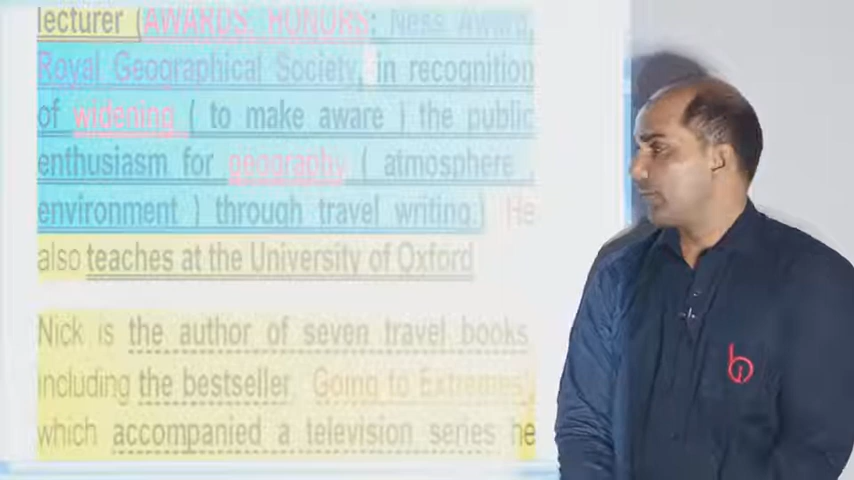 lecturer (AWARDS, HONORS: Ness Award,
Royal Geographical Society, in recognition
of widening ( to make aware ) the public
enthusiasm for geography ( atmosphere ,
environment ) through travel writing.) He
also teaches at the University of Oxford
Nick is the author of seven travel books
including the bestseller Going to Extremes,
which accompanied a television series he